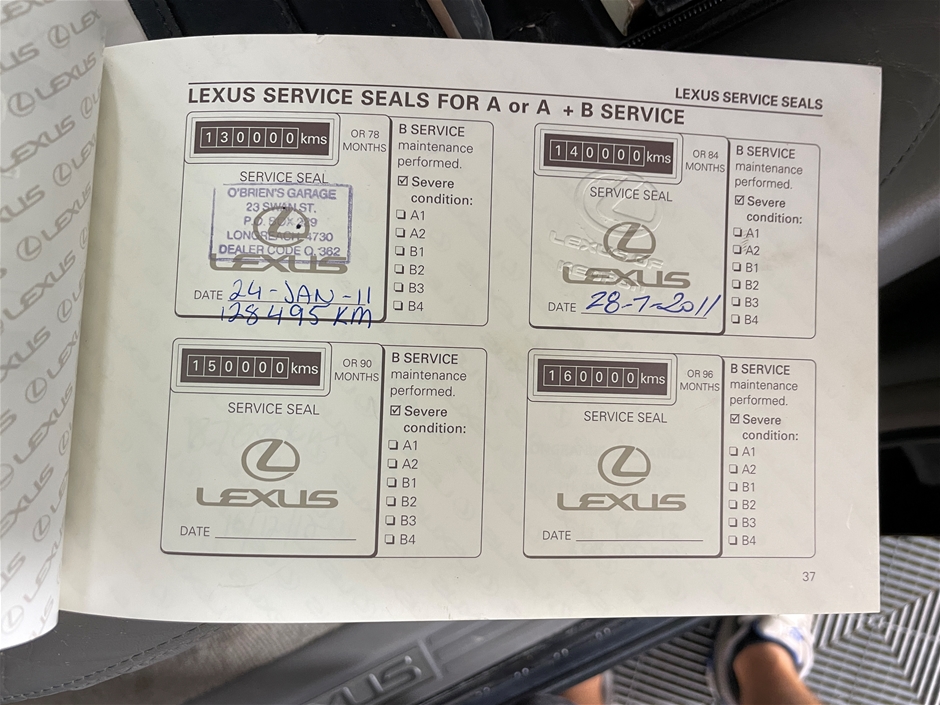 LEXUS SERVICE SEALS
LEXUS SERVICE SEALS FOR A or A + B SERVICE
130000 kms
OR 78
MONTHS
SERVICE SEAL
O'BRIEN'S GARAGE
23 SWAN ST.
P.O. BOX
LONGREACH 4730
DEALER CODE O. 362
LEXUS
DATE 24-JAN-11
128495 KM
B SERVICE
maintenance
performed.
☑ Severe
condition:
❑ A1
❑ A2
❑ B1
❑ B2
❑ B3
❑ B4
140000 kms
OR 84
MONTHS
SERVICE SEAL
LEXUS OF
LEXUS
DATE 28-7-2011
B SERVICE
maintenance
performed.
☑ Severe
condition:
❑ A1
❑ A2
❑ B1
❑ B2
❑ B3
❑ B4
150000 kms
OR 90
MONTHS
SERVICE SEAL
LEXUS
DATE
B SERVICE
maintenance
performed.
☑ Severe
condition:
❑ A1
❑ A2
❑ B1
❑ B2
❑ B3
❑ B4
160000 kms
OR 96
MONTHS
SERVICE SEAL
LEXUS
DATE
B SERVICE
maintenance
performed.
☑ Severe
condition:
❑ A1
❑ A2
❑ B1
❑ B2
❑ B3
❑ B4
37
LEXUS